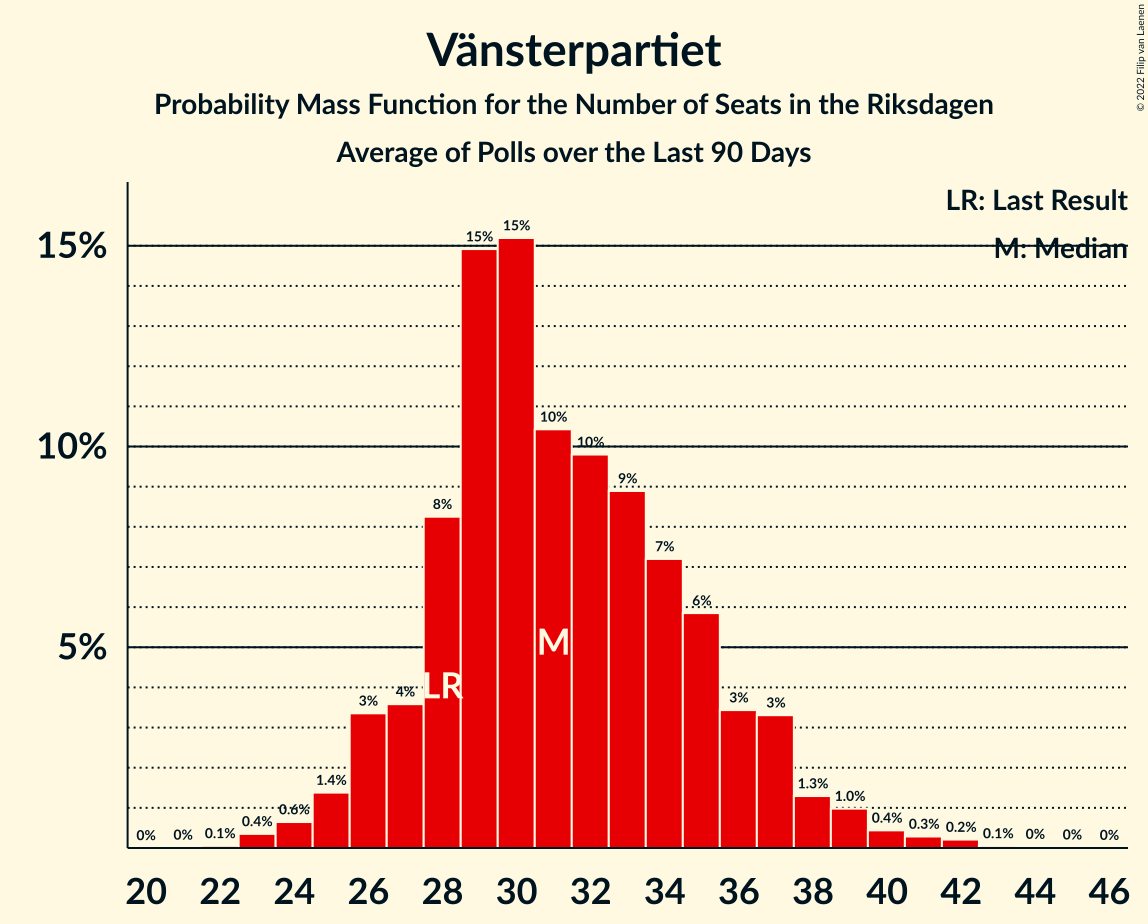 Vänsterpartiet
Probability Mass Function for the Number of Seats in the Riksdagen
Average of Polls over the Last 90 Days
© 2022 Filip van Laenen
LR: Last Result
M: Median
15%
10%
5%
0% 0% 0.1% 0.4% 0.6% 1.4% 3% 4% 8% 15% 15% 10% 10% 9% 7% 6% 3% 3% 1.3% 1.0% 0.4% 0.3% 0.2% 0.1% 0% 0% 0%
LR M
20 22 24 26 28 30 32 34 36 38 40 42 44 46